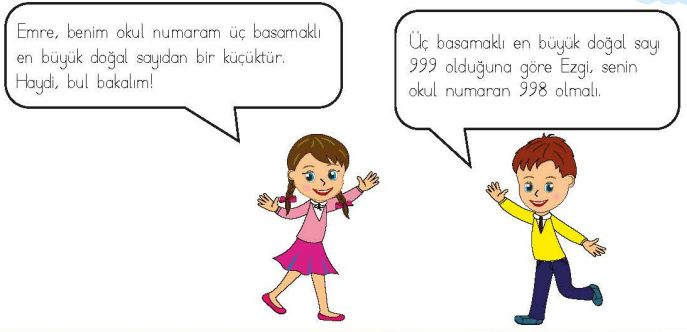 Emre, benim okul numaram üç basamaklı
en büyük doğal sayıdan bir küçüktür.
Haydi, bul bakalım!
Üç basamaklı en büyük doğal sayı
999 olduğuna göre Ezgi, senin
okul numaran 998 olmalı.